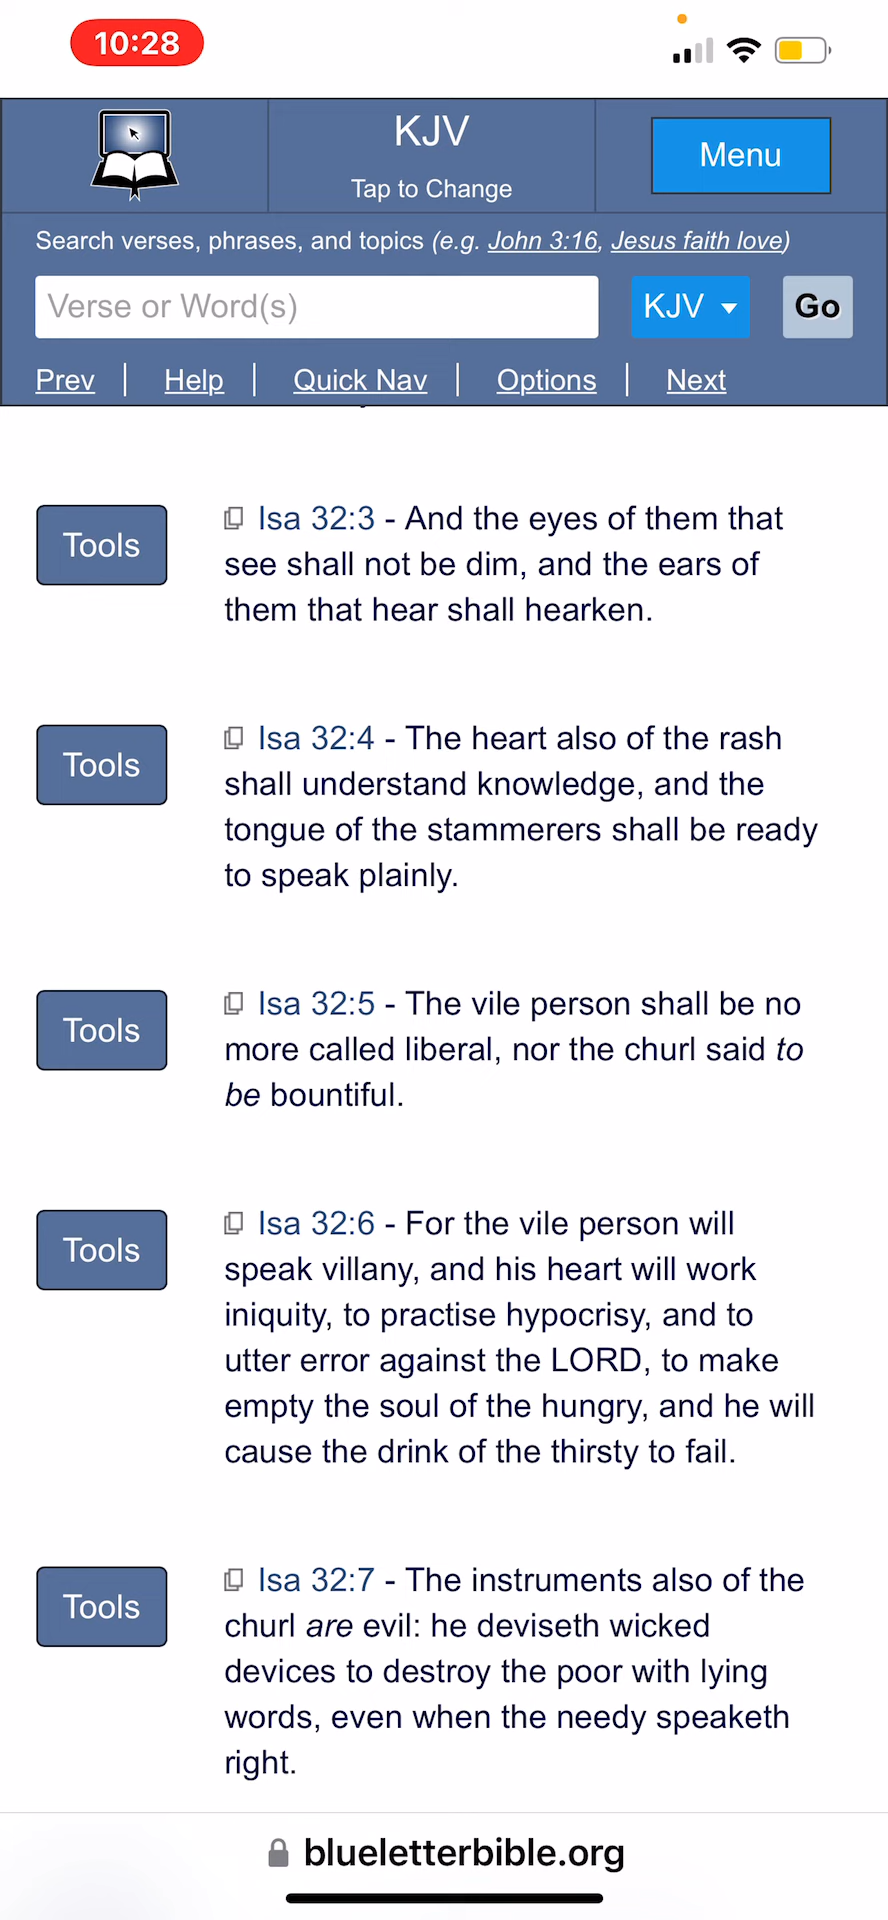 10:28
KJV
Tap to Change
Menu
Search verses, phrases, and topics (e.g. John 3:16, Jesus faith love)
Verse or Word(s)
KJV
Go
Prev | Help | Quick Nav | Options | Next
Tools
Isa 32:3 - And the eyes of them that
see shall not be dim, and the ears of
them that hear shall hearken.
Tools
Isa 32:4 - The heart also of the rash
shall understand knowledge, and the
tongue of the stammerers shall be ready
to speak plainly.
Tools
Isa 32:5 - The vile person shall be no
more called liberal, nor the churl said to
be bountiful.
Tools
Isa 32:6 - For the vile person will
speak villany, and his heart will work
iniquity, to practise hypocrisy, and to
utter error against the LORD, to make
empty the soul of the hungry, and he will
cause the drink of the thirsty to fail.
Tools
Isa 32:7 - The instruments also of the
churl are evil: he deviseth wicked
devices to destroy the poor with lying
words, even when the needy speaketh
right.
blueletterbible.org